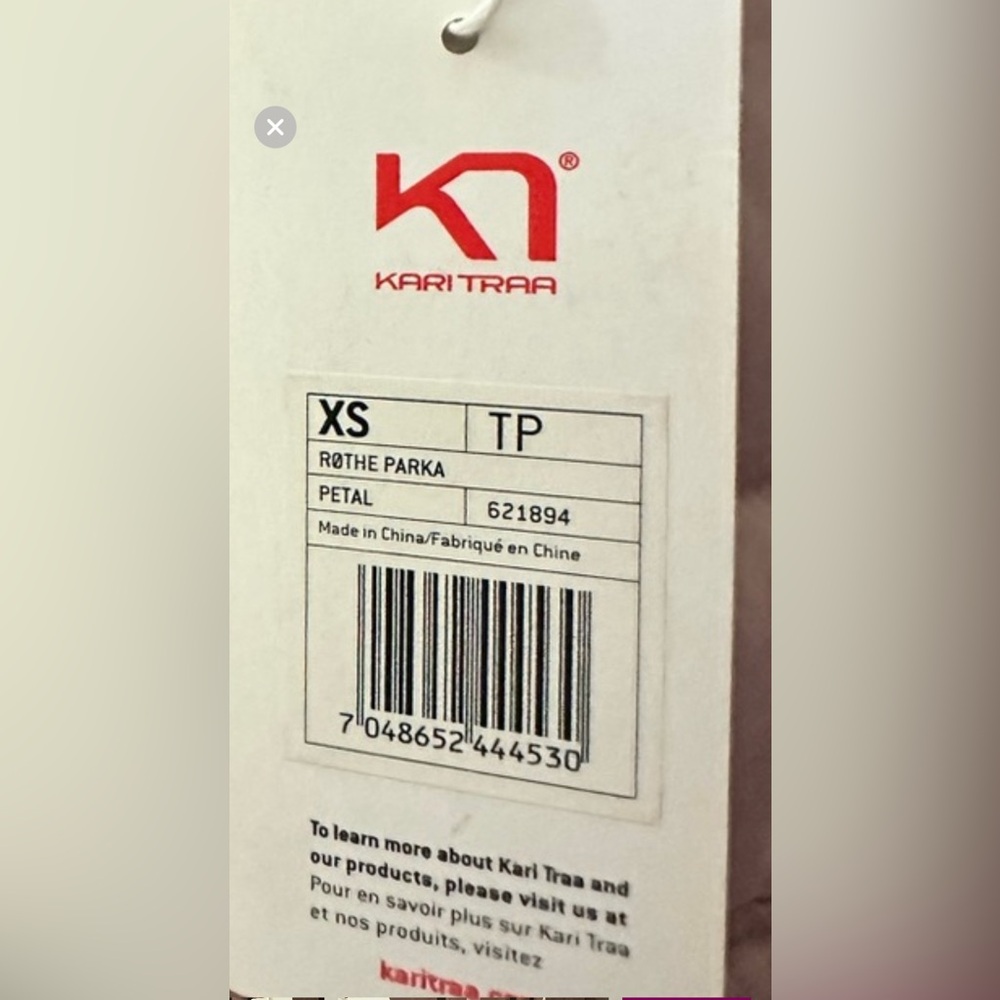 KARI TRAA
XS TP
RØTHE PARKA
PETAL 621894
Made in China/Fabriqué en Chine
7 048652 444530
To learn more about Kari Traa and
our products, please visit us at
Pour en savoir plus sur Kari Traa
et nos produits, visitez